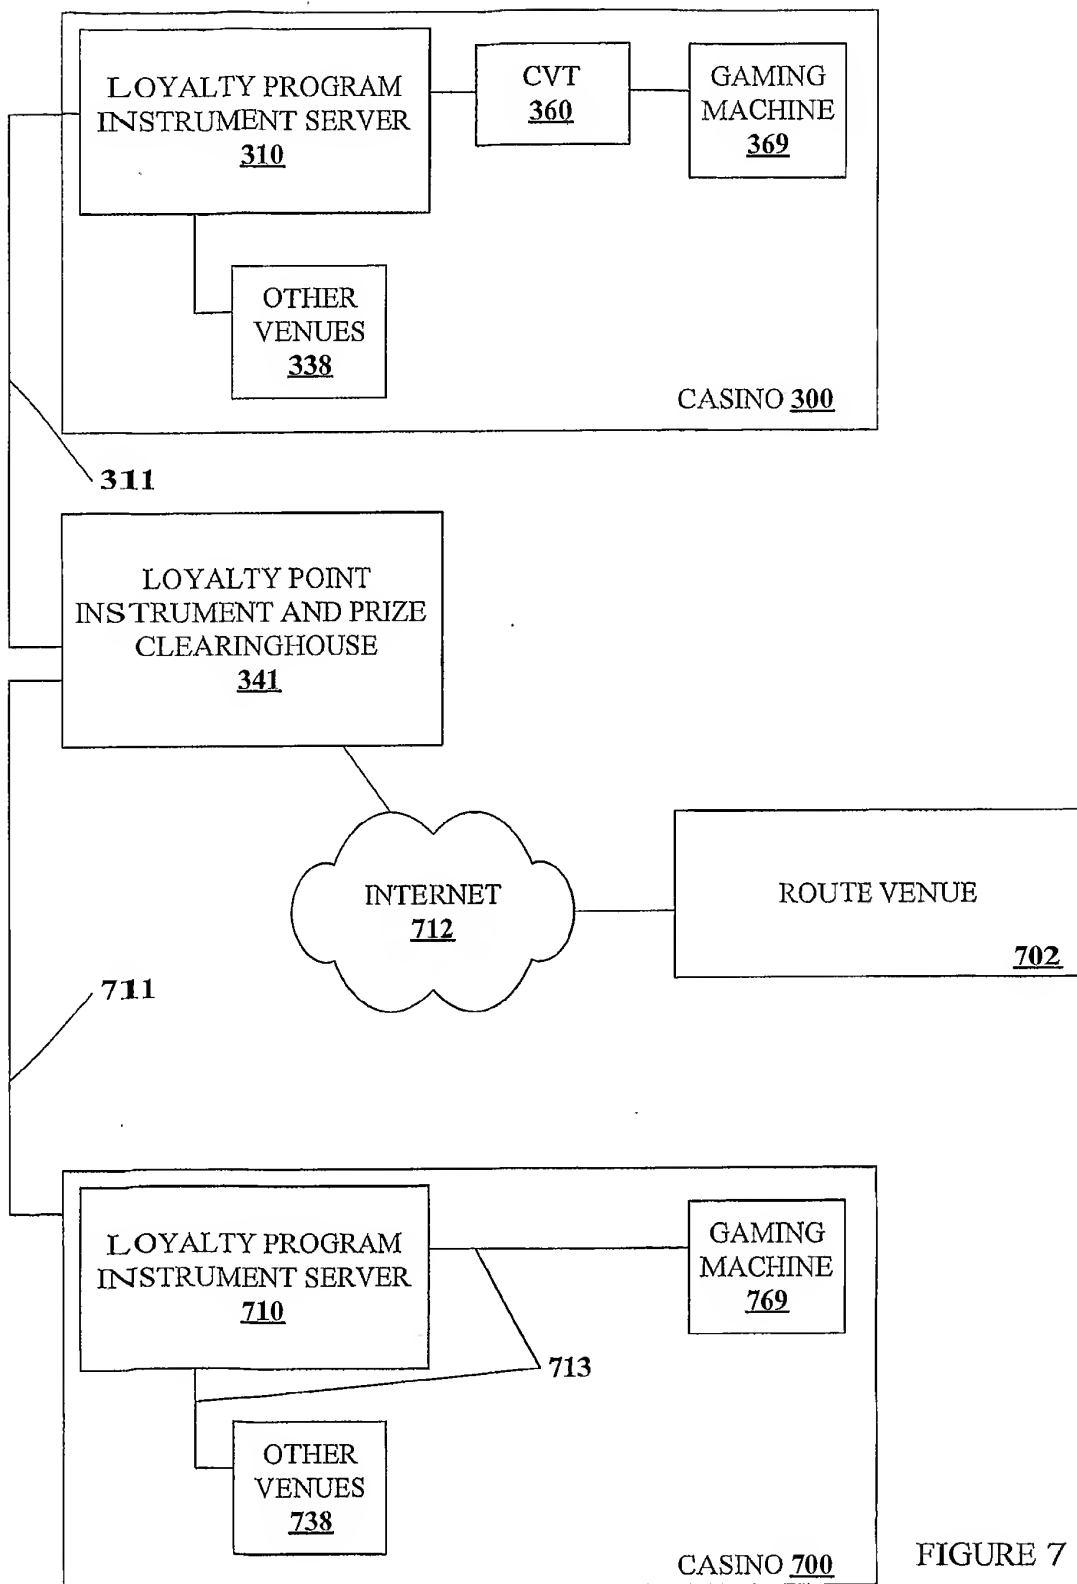 LOYALTY PROGRAM
INSTRUMENT SERVER
310
CVT
360
GAMING
MACHINE
369
OTHER
VENUES
338
CASINO 300
311
LOYALTY POINT
INSTRUMENT AND PRIZE
CLEARINGHOUSE
341
INTERNET
712
ROUTE VENUE
702
711
LOYALTY PROGRAM
INSTRUMENT SERVER
710
GAMING
MACHINE
769
713
OTHER
VENUES
738
CASINO 700
FIGURE 7